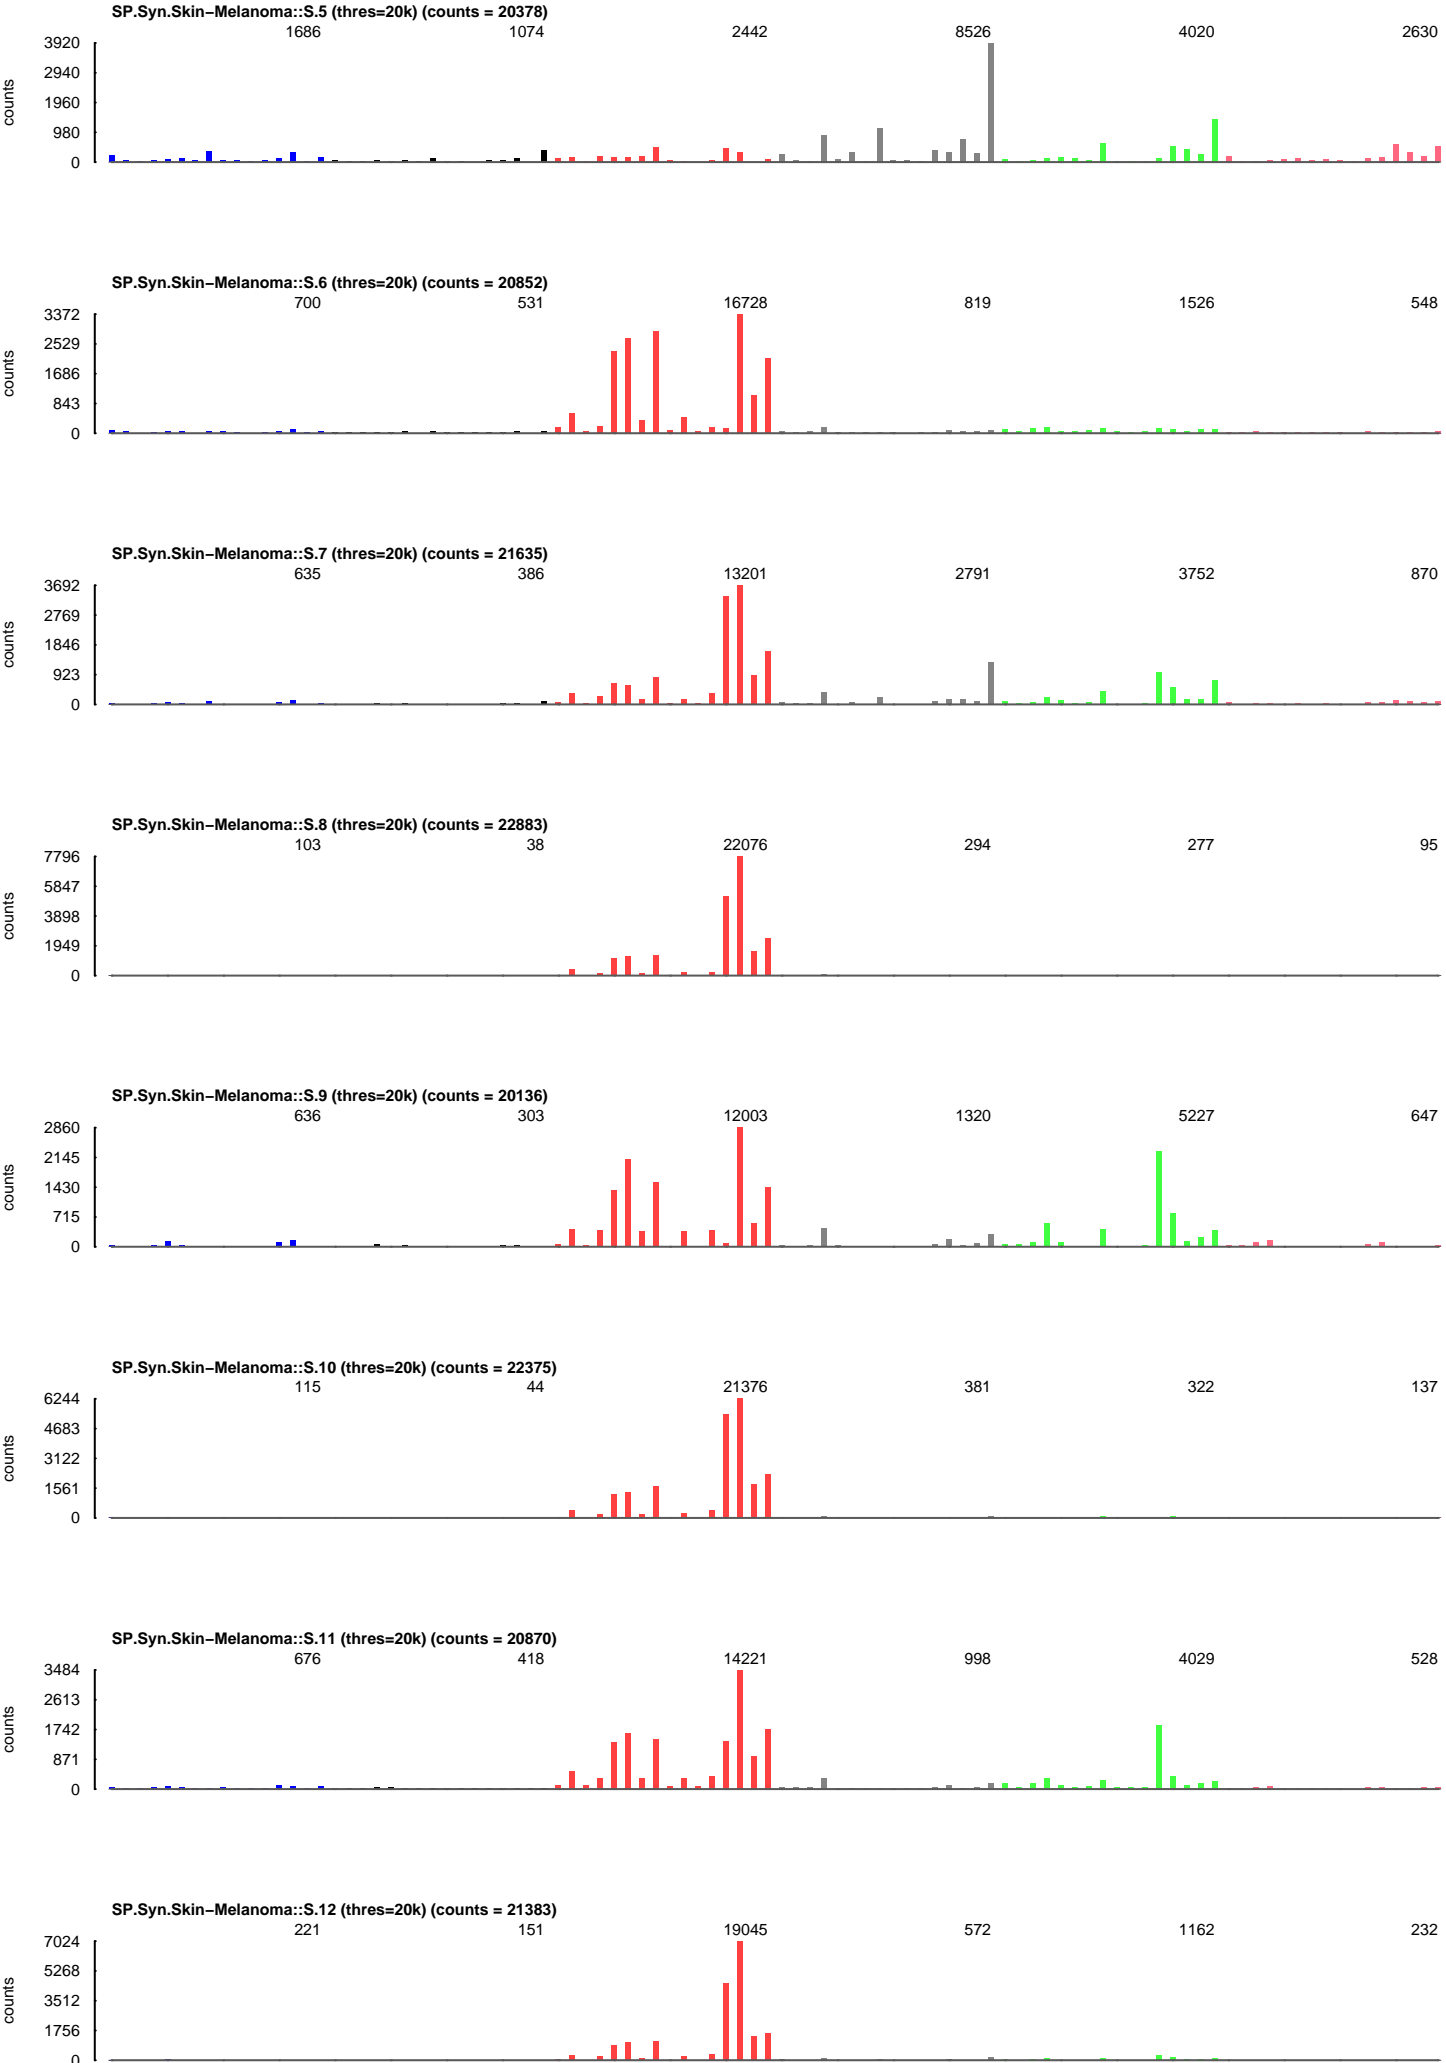 SP.Syn.Skin−Melanoma::S.5 (thres=20k) (counts = 20378)
1686 1074 2442 8526 4020 2630
3920
2940
1960
980
0
counts
SP.Syn.Skin−Melanoma::S.6 (thres=20k) (counts = 20852)
700 531 16728 819 1526 548
3372
2529
1686
843
0
counts
SP.Syn.Skin−Melanoma::S.7 (thres=20k) (counts = 21635)
635 386 13201 2791 3752 870
3692
2769
1846
923
0
counts
SP.Syn.Skin−Melanoma::S.8 (thres=20k) (counts = 22883)
103 38 22076 294 277 95
7796
5847
3898
1949
0
counts
SP.Syn.Skin−Melanoma::S.9 (thres=20k) (counts = 20136)
636 303 12003 1320 5227 647
2860
2145
1430
715
0
counts
SP.Syn.Skin−Melanoma::S.10 (thres=20k) (counts = 22375)
115 44 21376 381 322 137
6244
4683
3122
1561
0
counts
SP.Syn.Skin−Melanoma::S.11 (thres=20k) (counts = 20870)
676 418 14221 998 4029 528
3484
2613
1742
871
0
counts
SP.Syn.Skin−Melanoma::S.12 (thres=20k) (counts = 21383)
221 151 19045 572 1162 232
7024
5268
3512
1756
0
counts